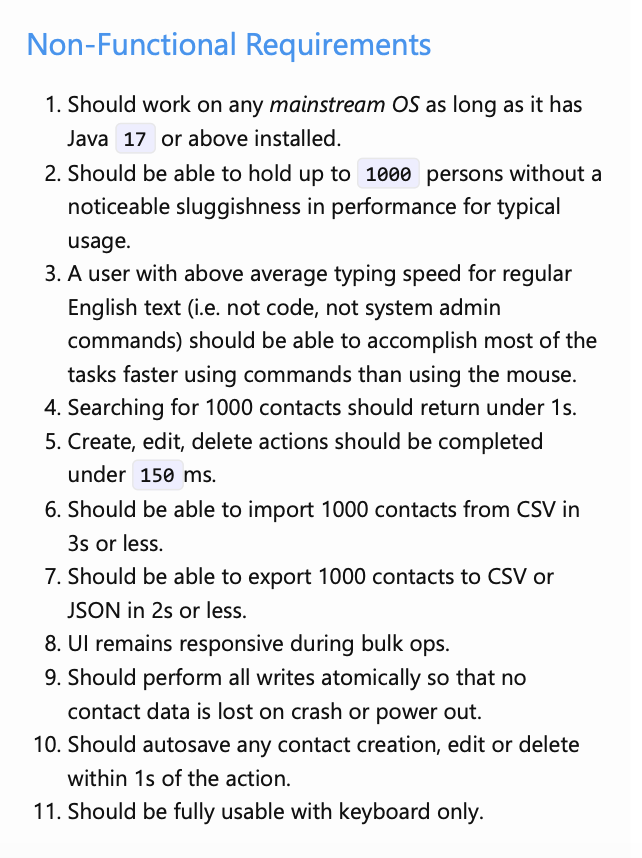 Non-Functional Requirements
1. Should work on any mainstream OS as long as it has
Java 17 or above installed.
2. Should be able to hold up to 1000 persons without a
noticeable sluggishness in performance for typical
usage.
3. A user with above average typing speed for regular
English text (i.e. not code, not system admin
commands) should be able to accomplish most of the
tasks faster using commands than using the mouse.
4. Searching for 1000 contacts should return under 1s.
5. Create, edit, delete actions should be completed
under 150 ms.
6. Should be able to import 1000 contacts from CSV in
3s or less.
7. Should be able to export 1000 contacts to CSV or
JSON in 2s or less.
8. UI remains responsive during bulk ops.
9. Should perform all writes atomically so that no
contact data is lost on crash or power out.
10. Should autosave any contact creation, edit or delete
within 1s of the action.
11. Should be fully usable with keyboard only.